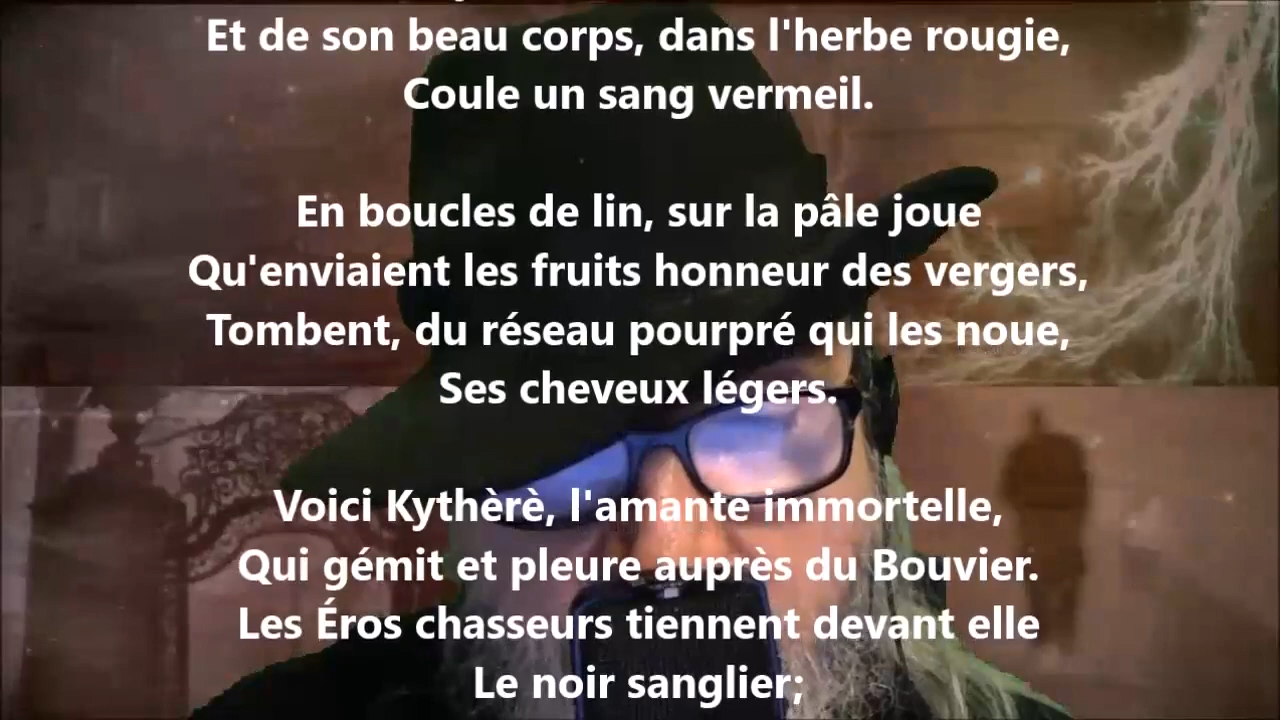 Et de son beau corps, dans l'herbe rougie,
Coule un sang vermeil.
En boucles de lin, sur la pâle joue
Qu'enviaient les fruits honneur des vergers,
Tombent, du réseau pourpré qui les noue,
Ses cheveux légers.
Voici Kythèrè, l'amante immortelle,
Qui gémit et pleure auprès du Bouvier.
Les Éros chasseurs tiennent devant elle
Le noir sanglier;